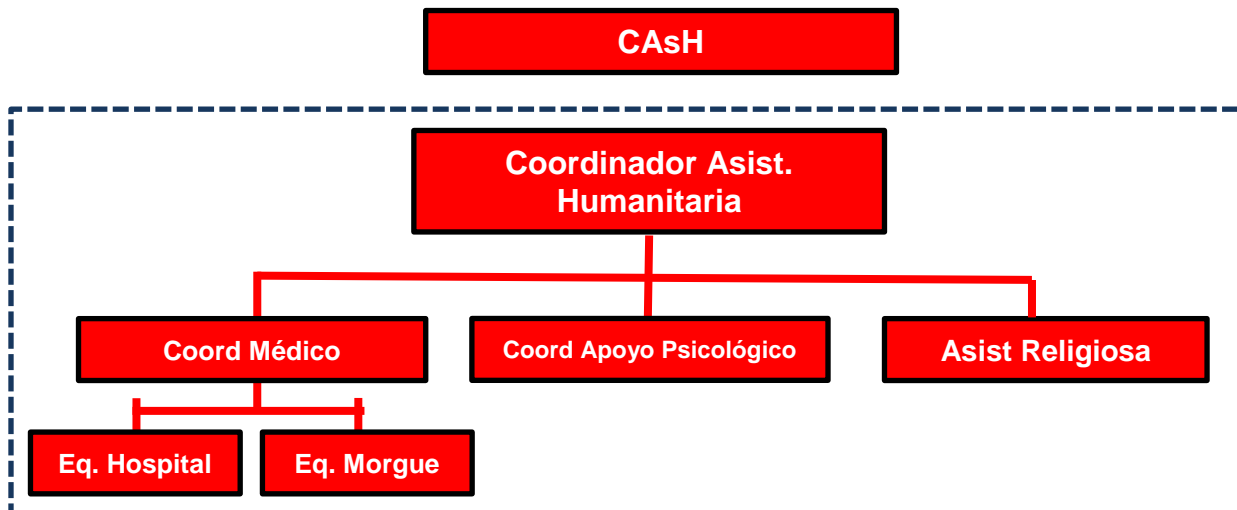 CAsH
Coordinador Asist.
Humanitaria
Coord Médico
Coord Apoyo Psicológico
Asist Religiosa
Eq. Hospital
Eq. Morgue